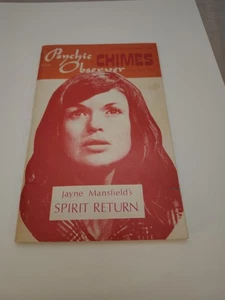 Psychic
Observer
CHIMES
Jayne Mansfield's
SPIRIT RETURN